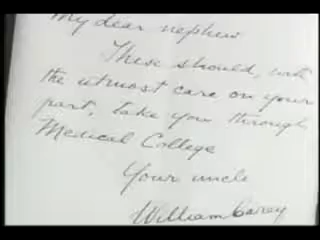 My dear nephew
These should, with
the utmost care on your
part, take you through
Medical College
Your uncle
William Carey